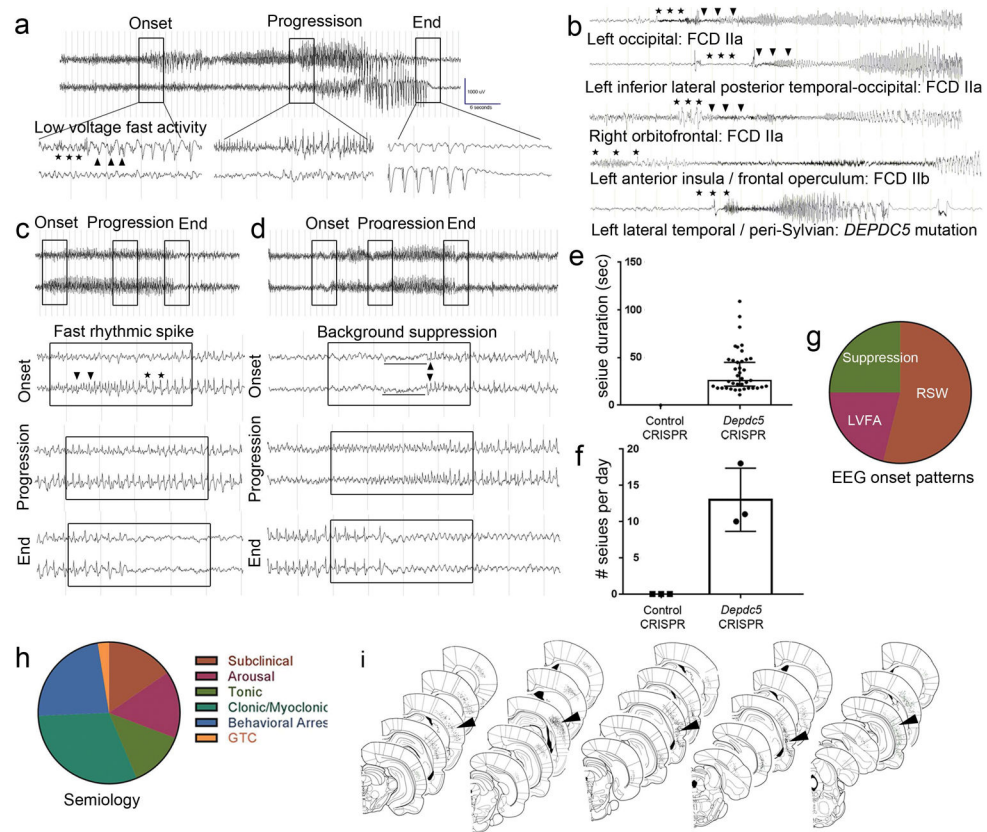 a
Onset
Progressison
End
1000 uV
6 seconds
Low voltage fast activity
b
Left occipital: FCD IIa
Left inferior lateral posterior temporal-occipital: FCD IIa
Right orbitofrontal: FCD IIa
Left anterior insula / frontal operculum: FCD IIb
Left lateral temporal / peri-Sylvian: DEPDC5 mutation
c
Onset Progression End
Fast rhythmic spike
Onset
Progression
End
d
Onset Progression End
Background suppression
Onset
Progression
End
e
seiure duration (sec)
150
100
50
0
Control
CRISPR
Depdc5
CRISPR
f
# seiures per day
20
15
10
5
0
Control
CRISPR
Depdc5
CRISPR
g
Suppression
RSW
LVFA
EEG onset patterns
h
Semiology
Subclinical
Arousal
Tonic
Clonic/Myoclonic
Behavioral Arres
GTC
i